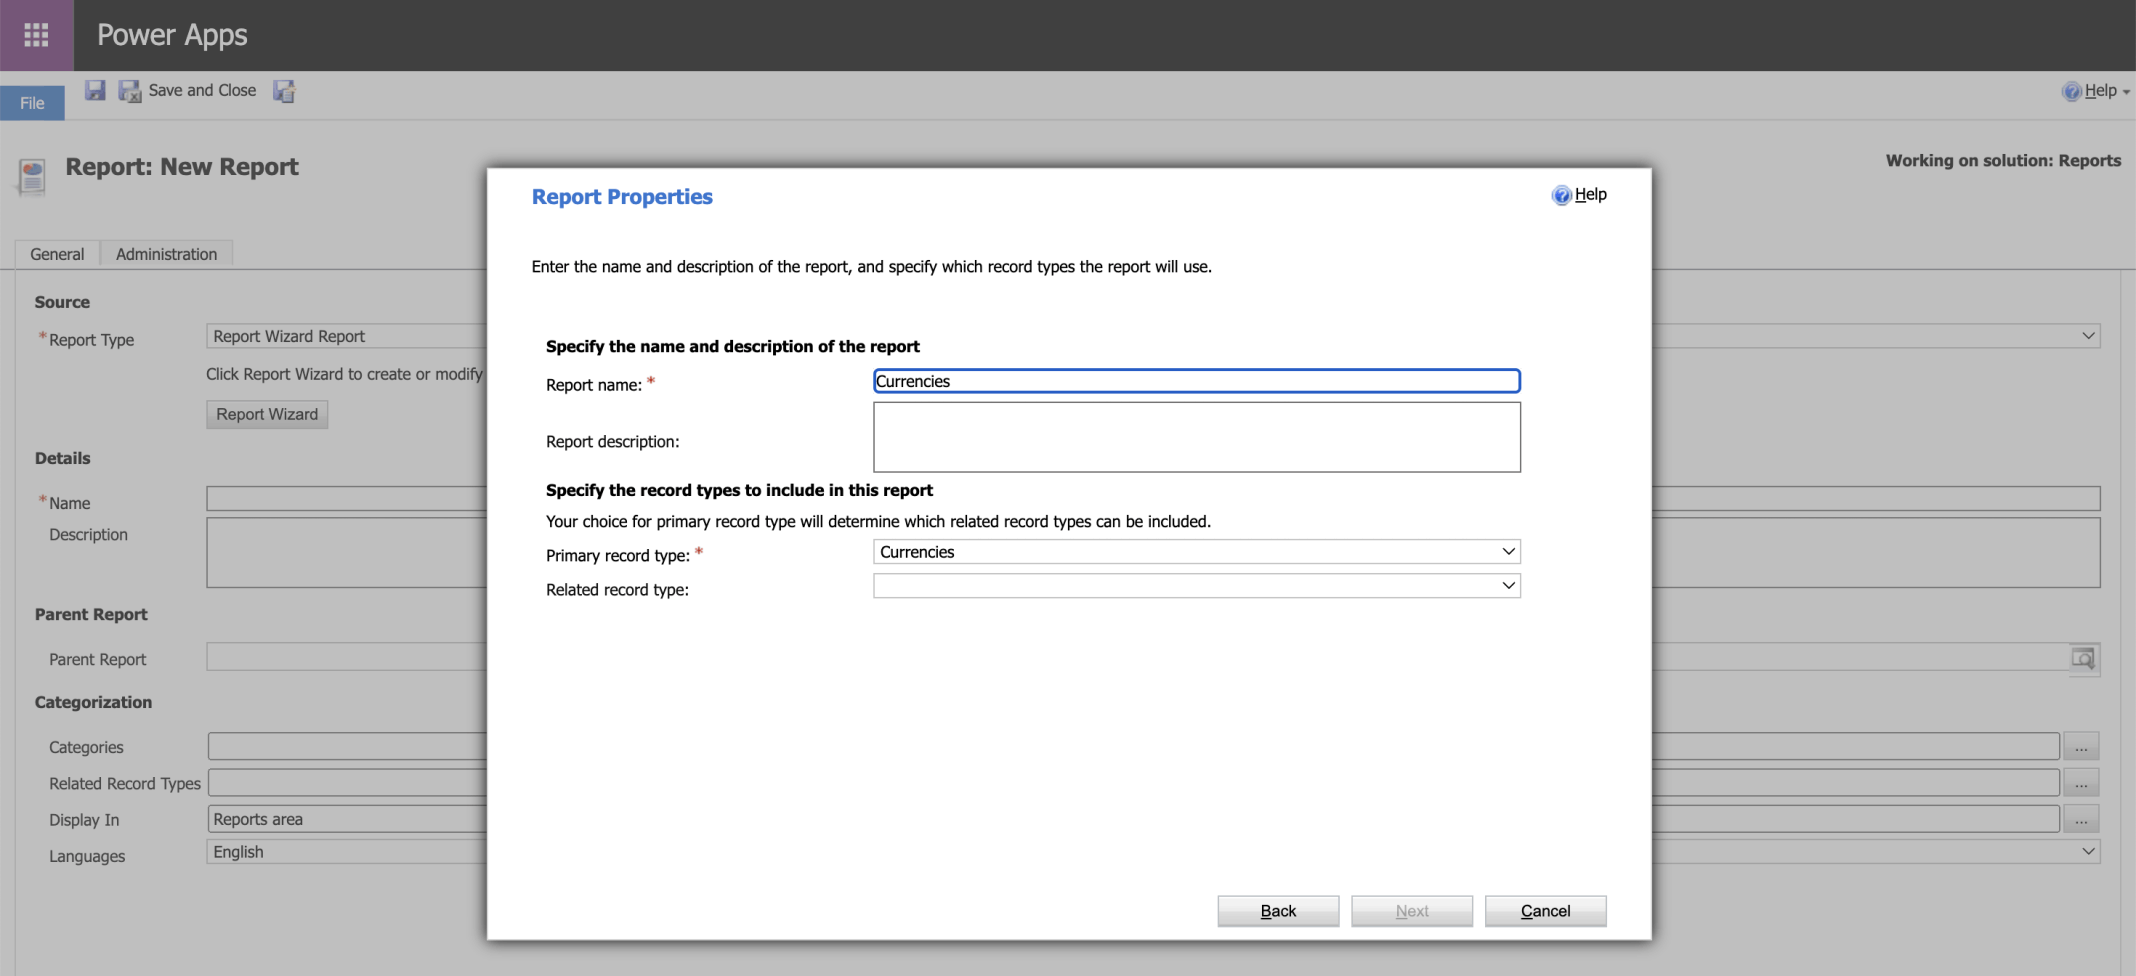 Power Apps
File
Save and Close
Help
Report: New Report
Working on solution: Reports
General
Administration
Source
*Report Type
Report Wizard Report
Click Report Wizard to create or modify
Report Wizard
Details
*Name
Description
Parent Report
Parent Report
Categorization
Categories
...
Related Record Types
...
Display In
Reports area
...
Languages
English
Report Properties
Help
Enter the name and description of the report, and specify which record types the report will use.
Specify the name and description of the report
Report name: *
Currencies
Report description:
Specify the record types to include in this report
Your choice for primary record type will determine which related record types can be included.
Primary record type: *
Currencies
Related record type:
Back
Next
Cancel